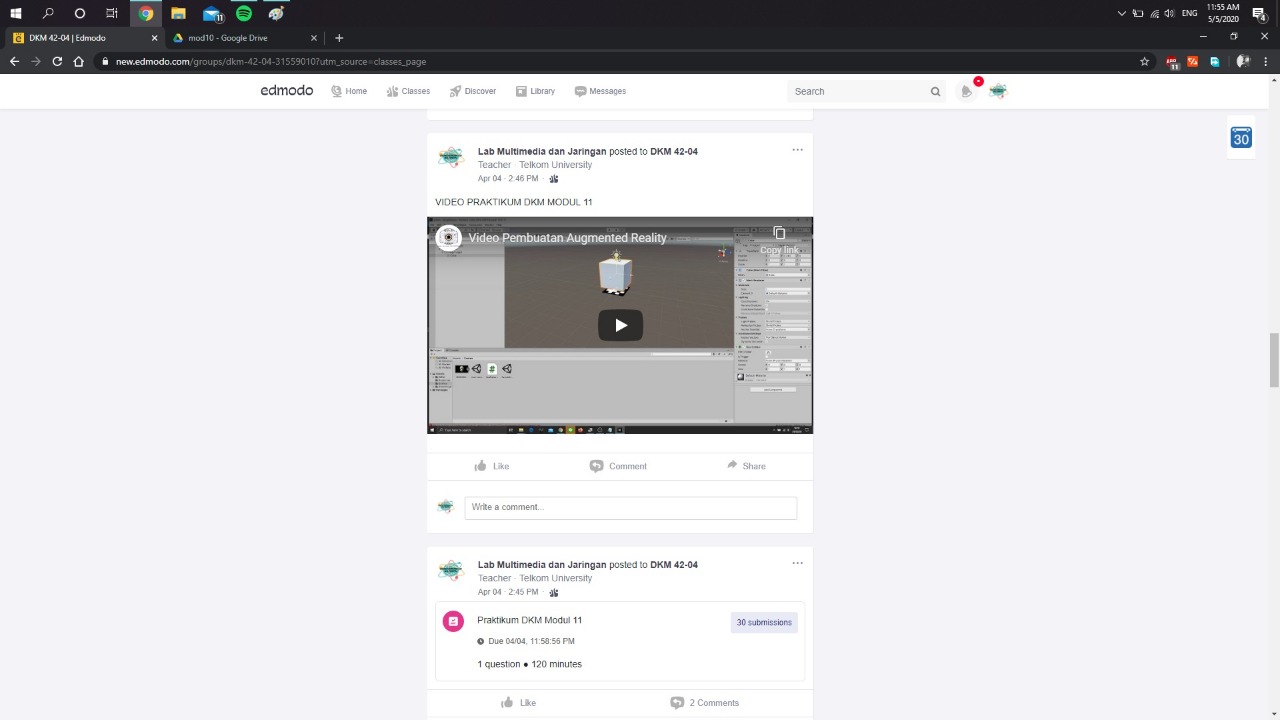 11:55 AM
ENG
5/5/2020
11
4
DKM 42-04 | Edmodo
mod10 - Google Drive
new.edmodo.com/groups/dkm-42-04-31559010?utm_source=classes_page
11
edmodo
Home
Classes
Discover
Library
Messages
Search
30
Lab Multimedia dan Jaringan posted to DKM 42-04
Teacher · Telkom University
Apr 04 · 2:46 PM ·
VIDEO PRAKTIKUM DKM MODUL 11
Video Pembuatan Augmented Reality
Copy link
Like
Comment
Share
Write a comment...
Lab Multimedia dan Jaringan posted to DKM 42-04
Teacher · Telkom University
Apr 04 · 2:45 PM ·
Praktikum DKM Modul 11
30 submissions
Due 04/04, 11:58:56 PM
1 question ● 120 minutes
Like
2 Comments